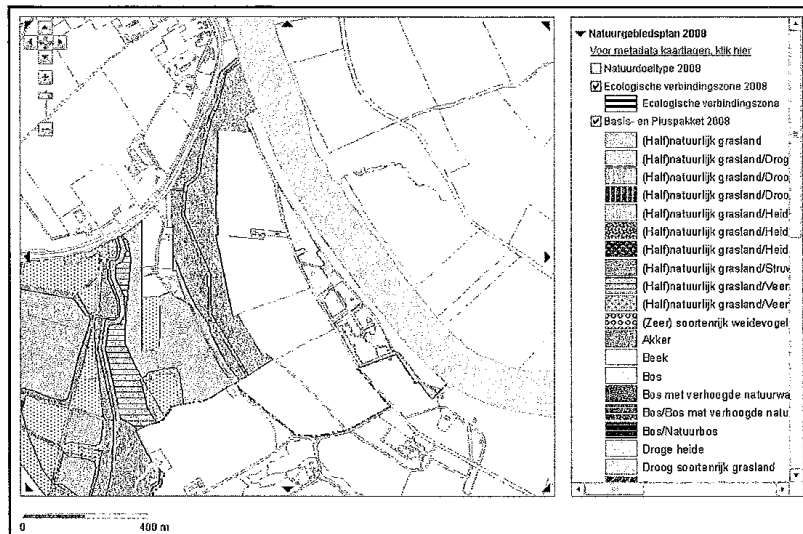 Natuurgebiedsplan 2008
Voor metadata kaartlagen, klik hier
Natuurdoeltype 2008
Ecologische verbindingszone 2008
Ecologische verbindingszone
Basis- en Pluspakket 2008
(Half)natuurlijk grasland
(Half)natuurlijk grasland/Drog
(Half)natuurlijk grasland/Droo
(Half)natuurlijk grasland/Droo
(Half)natuurlijk grasland/Heid
(Half)natuurlijk grasland/Heid
(Half)natuurlijk grasland/Heid
(Half)natuurlijk grasland/Struv
(Half)natuurlijk grasland/Veer
(Half)natuurlijk grasland/Veer
(Zeer) soortenrijk weidevogel
Akker
Beek
Bos
Bos met verhoogde natuurwa
Bos/Bos met verhoogde natu
Bos/Natuurbos
Droge heide
Droog soortenrijk grasland
0 400 m